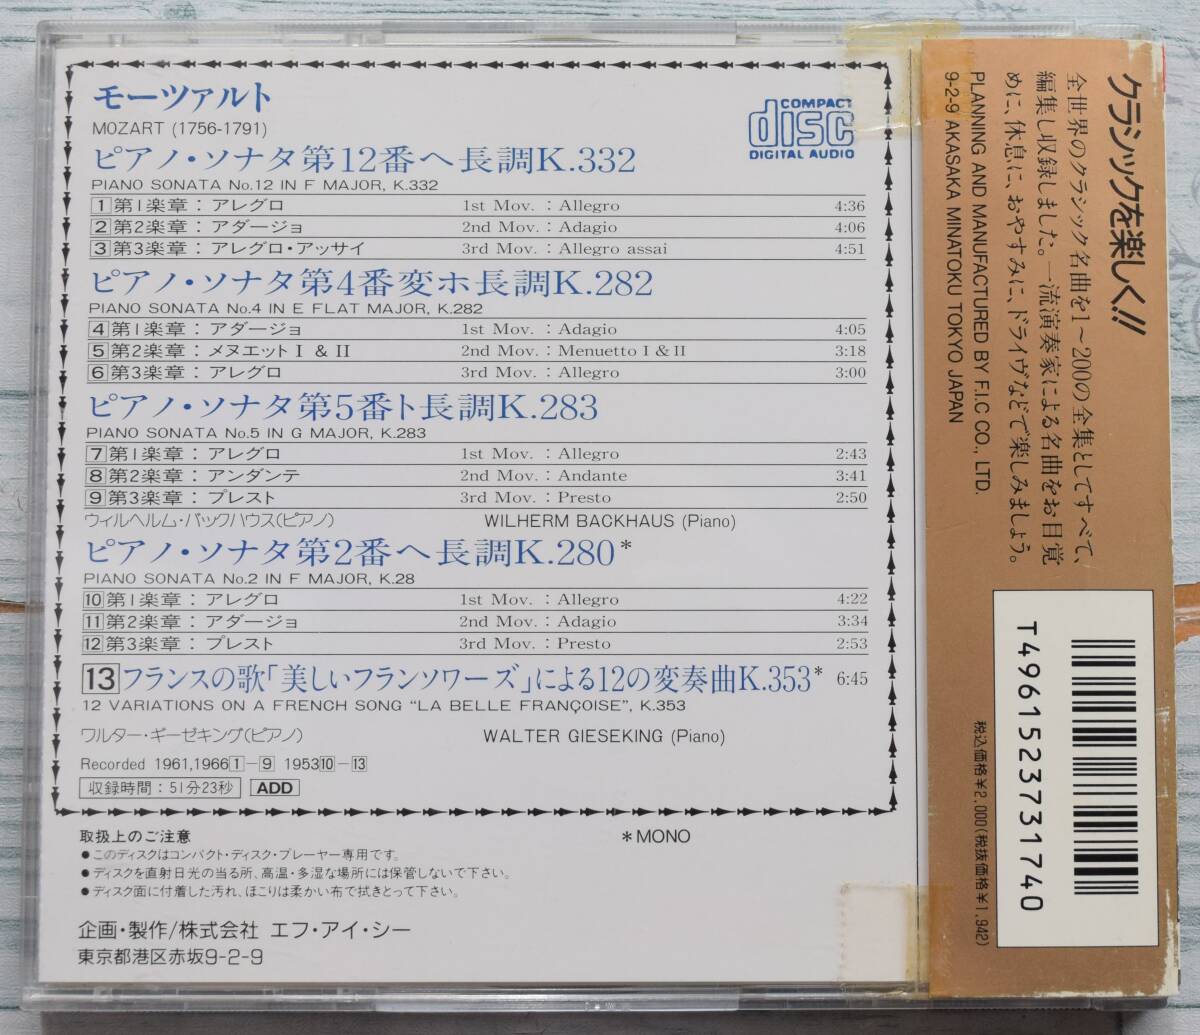 モーツァルト
MOZART (1756-1791)
COMPACT
disc
DIGITAL AUDIO
ピアノ・ソナタ第12番ヘ長調K.332
PIANO SONATA No.12 IN F MAJOR, K.332
1 第1楽章：アレグロ 1st Mov.：Allegro 4:36
2 第2楽章：アダージョ 2nd Mov.：Adagio 4:06
3 第3楽章：アレグロ・アッサイ 3rd Mov.：Allegro assai 4:51
ピアノ・ソナタ第4番変ホ長調K.282
PIANO SONATA No.4 IN E FLAT MAJOR, K.282
4 第1楽章：アダージョ 1st Mov.：Adagio 4:05
5 第2楽章：メヌエットI & II 2nd Mov.：Menuetto I & II 3:18
6 第3楽章：アレグロ 3rd Mov.：Allegro 3:00
ピアノ・ソナタ第5番ト長調K.283
PIANO SONATA No.5 IN G MAJOR, K.283
7 第1楽章：アレグロ 1st Mov.：Allegro 2:43
8 第2楽章：アンダンテ 2nd Mov.：Andante 3:41
9 第3楽章：プレスト 3rd Mov.：Presto 2:50
ウィルヘルム・バックハウス(ピアノ) WILHERM BACKHAUS (Piano)
ピアノ・ソナタ第2番ヘ長調K.280*
PIANO SONATA No.2 IN F MAJOR, K.28
10 第1楽章：アレグロ 1st Mov.：Allegro 4:22
11 第2楽章：アダージョ 2nd Mov.：Adagio 3:34
12 第3楽章：プレスト 3rd Mov.：Presto 2:53
13 フランスの歌「美しいフランソワーズ」による12の変奏曲K.353* 6:45
12 VARIATIONS ON A FRENCH SONG “LA BELLE FRANÇOISE”, K.353
ワルター・ギーゼキング(ピアノ) WALTER GIESEKING (Piano)
Recorded 1961,1966 1-9 1953 10-13
収録時間：51分23秒 ADD
取扱上のご注意 *MONO
●このディスクはコンパクト・ディスク・プレーヤー専用です。
●ディスクを直射日光の当る所、高温・多湿な場所には保管しないで下さい。
●ディスク面に付着した汚れ、ほこりは柔かい布で拭きとって下さい。
企画・製作/株式会社 エフ・アイ・シー
東京都港区赤坂9-2-9
クラシックを楽しく!!
全世界のクラシック名曲を1〜200の全集としてすべて、
編集し収録しました。一流演奏家による名曲をお目覚
めに、休息に、おやすみに、ドライヴなどで楽しみましょう。
PLANNING AND MANUFACTURED BY F.I.C CO., LTD.
9-2-9 AKASAKA MINATOKU TOKYO JAPAN
T4961523731740
税込価格¥2,000(税抜価格¥1,942)